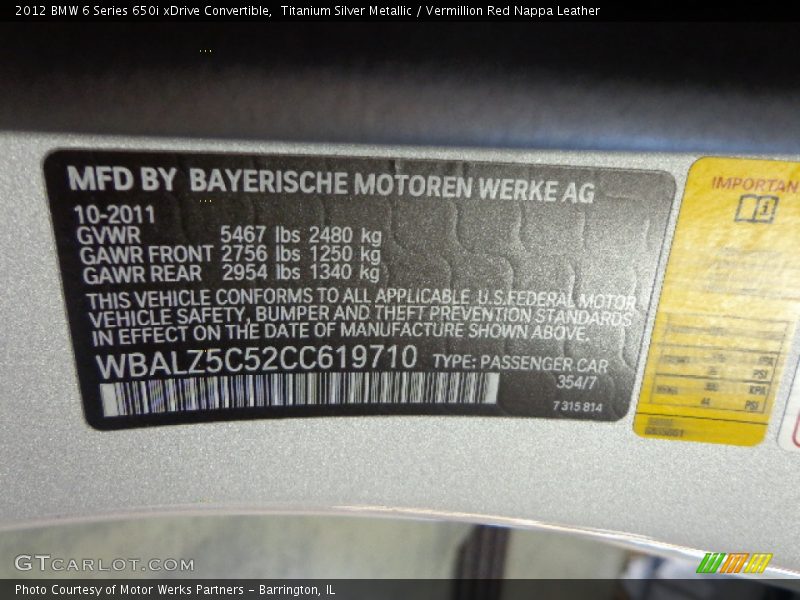 2012 BMW 6 Series 650i xDrive Convertible,  Titanium Silver Metallic / Vermillion Red Nappa Leather
MFD BY BAYERISCHE MOTOREN WERKE AG
10-2011
GVWR 5467 lbs 2480 kg
GAWR FRONT 2756 lbs 1250 kg
GAWR REAR 2954 lbs 1340 kg
THIS VEHICLE CONFORMS TO ALL APPLICABLE U.S.FEDERAL MOTOR
VEHICLE SAFETY, BUMPER AND THEFT PREVENTION STANDARDS
IN EFFECT ON THE DATE OF MANUFACTURE SHOWN ABOVE.
WBALZ5C52CC619710 TYPE: PASSENGER CAR
354/7
7 315 814
IMPORTAN
KPA
PSI
KPA
PSI
GTCARLOT.COM
Photo Courtesy of Motor Werks Partners - Barrington, IL